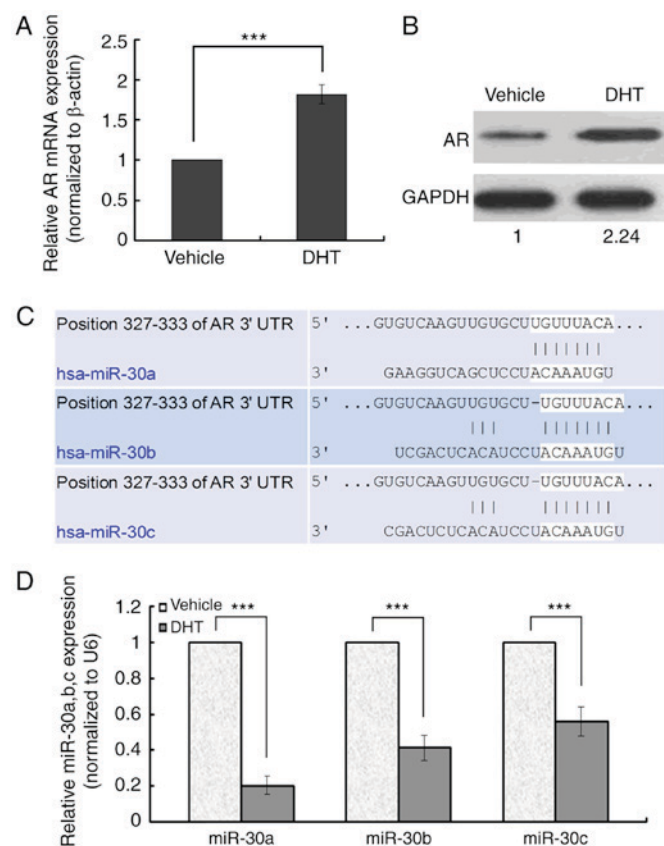 A
Relative AR mRNA expression
(normalized to β-actin)
2.5
2
1.5
1
0.5
0
***
Vehicle
DHT
B
Vehicle DHT
AR
GAPDH
1 2.24
C
Position 327-333 of AR 3' UTR 5' ...GUGUCAAGUUGUGCUUGUUUACA...
hsa-miR-30a 3' GAAGGUCAGCUCCUACAAAUGU
Position 327-333 of AR 3' UTR 5' ...GUGUCAAGUUGUGCU-UGUUUACA...
hsa-miR-30b 3' UCGACUCACAUCCUACAAAUGU
Position 327-333 of AR 3' UTR 5' ...GUGUCAAGUUGUGCU-UGUUUACA...
hsa-miR-30c 3' CGACUCUCACAUCCUACAAAUGU
D
Relative miR-30a,b,c expression
(normalized to U6)
1.2
1
0.8
0.6
0.4
0.2
0
Vehicle
DHT
*** *** ***
miR-30a miR-30b miR-30c